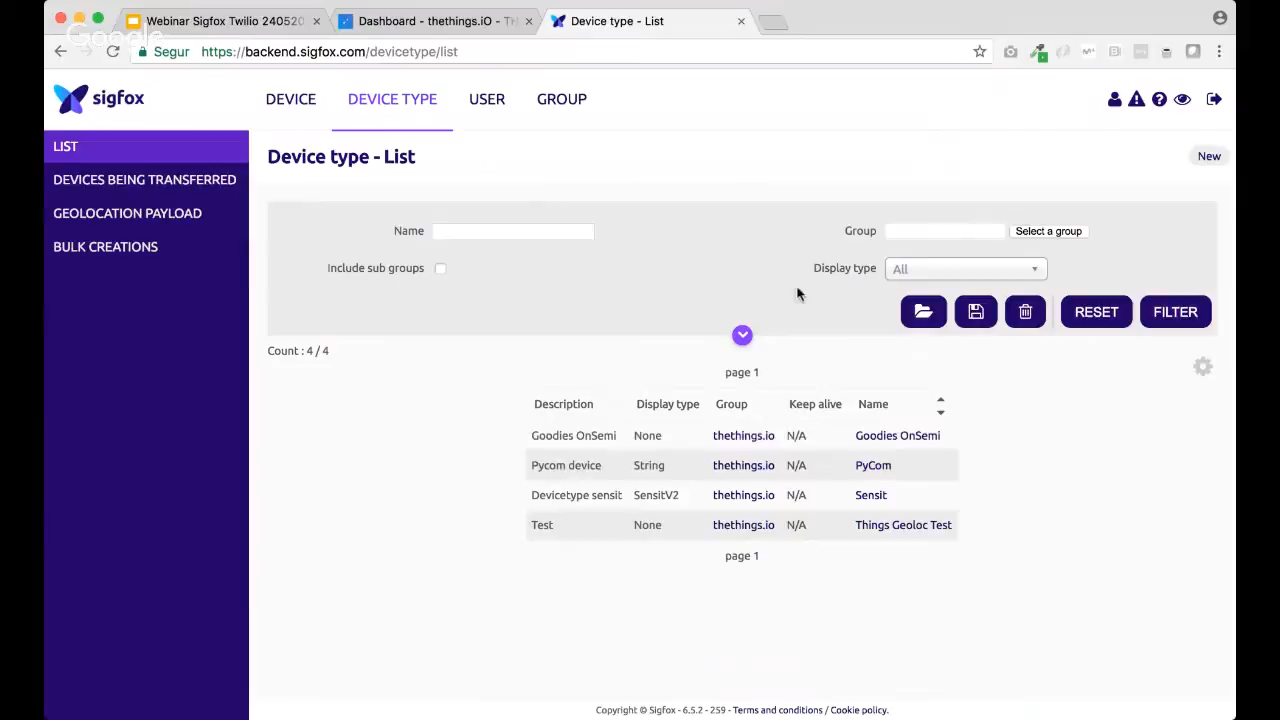 Webinar Sigfox Twilio 240520
Dashboard - thethings.iO - Th
Device type - List
Google
Segur
https://backend.sigfox.com/devicetype/list
sigfox
DEVICE
DEVICE TYPE
USER
GROUP
LIST
DEVICES BEING TRANSFERRED
GEOLOCATION PAYLOAD
BULK CREATIONS
Device type - List
New
Name
Group
Select a group
Include sub groups
Display type
All
RESET
FILTER
Count : 4 / 4
page 1
Description Display type Group Keep alive Name
Goodies OnSemi None thethings.io N/A Goodies OnSemi
Pycom device String thethings.io N/A PyCom
Devicetype sensit SensitV2 thethings.io N/A Sensit
Test None thethings.io N/A Things Geoloc Test
page 1
Copyright © Sigfox - 6.5.2 - 259 - Terms and conditions / Cookie policy.